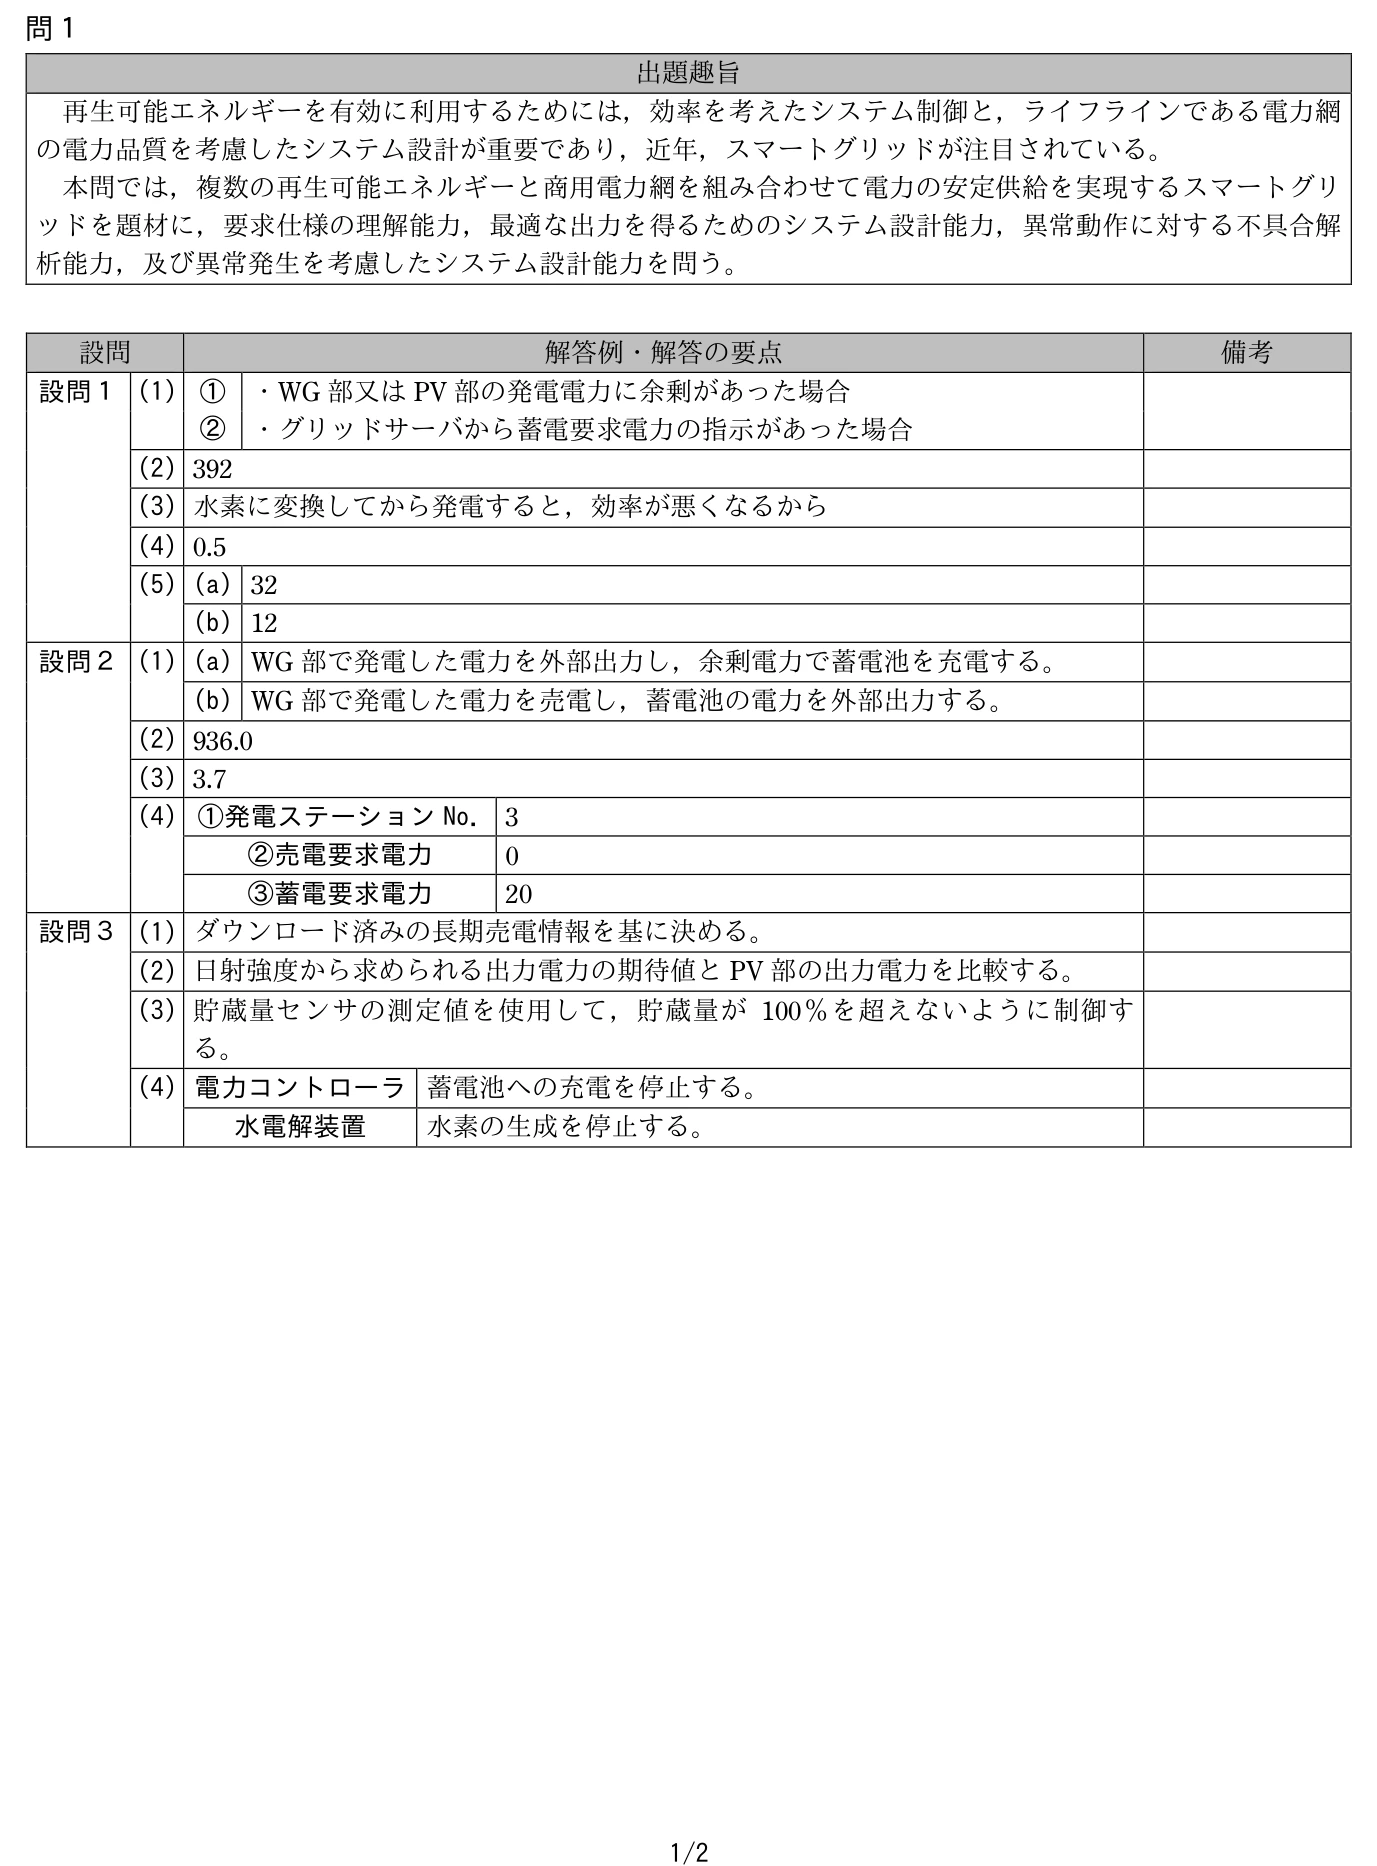 問1
出題趣旨
再生可能エネルギーを有効に利用するためには，効率を考えたシステム制御と，ライフラインである電力網
の電力品質を考慮したシステム設計が重要であり，近年，スマートグリッドが注目されている。
本問では，複数の再生可能エネルギーと商用電力網を組み合わせて電力の安定供給を実現するスマートグリ
ッドを題材に，要求仕様の理解能力，最適な出力を得るためのシステム設計能力，異常動作に対する不具合解
析能力，及び異常発生を考慮したシステム設計能力を問う。
設問 解答例・解答の要点 備考
設問1 (1) ① ・WG 部又は PV 部の発電電力に余剰があった場合
② ・グリッドサーバから蓄電要求電力の指示があった場合
(2) 392
(3) 水素に変換してから発電すると，効率が悪くなるから
(4) 0.5
(5) (a) 32
(b) 12
設問2 (1) (a) WG 部で発電した電力を外部出力し，余剰電力で蓄電池を充電する。
(b) WG 部で発電した電力を売電し，蓄電池の電力を外部出力する。
(2) 936.0
(3) 3.7
(4) ①発電ステーション No. 3
②売電要求電力 0
③蓄電要求電力 20
設問3 (1) ダウンロード済みの長期売電情報を基に決める。
(2) 日射強度から求められる出力電力の期待値と PV 部の出力電力を比較する。
(3) 貯蔵量センサの測定値を使用して，貯蔵量が 100％を超えないように制御す
る。
(4) 電力コントローラ 蓄電池への充電を停止する。
水電解装置 水素の生成を停止する。
1/2